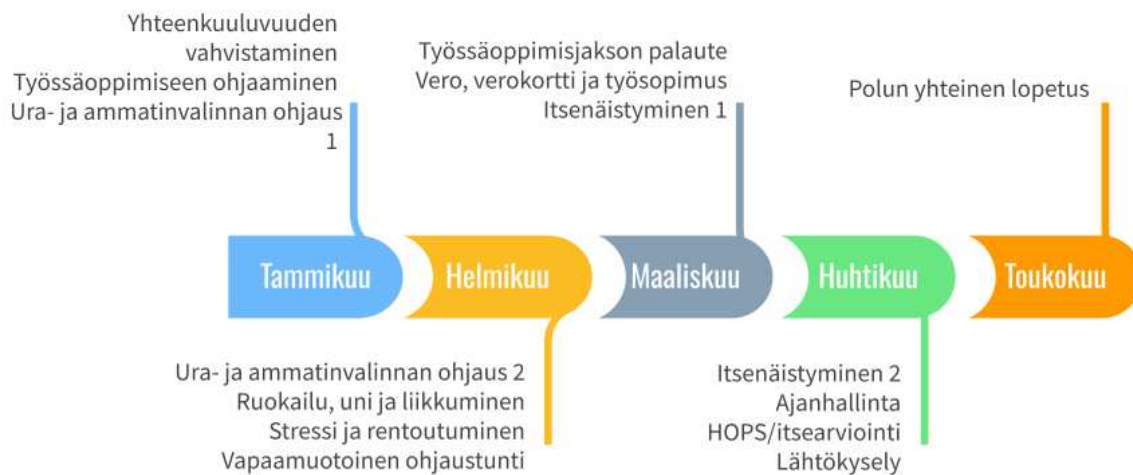 Yhteenkuuluvuuden
vahvistaminen
Työssäoppimiseen ohjaaminen
Ura- ja ammatinvalinnan ohjaus
1
Työssäoppimisjakson palaute
Vero, verokortti ja työsopimus
Itsenäistyminen 1
Polun yhteinen lopetus
Tammikuu
Helmikuu
Maaliskuu
Huhtikuu
Toukokuu
Ura- ja ammatinvalinnan ohjaus 2
Ruokailu, uni ja liikkuminen
Stressi ja rentoutuminen
Vapaamuotoinen ohjaustunti
Itsenäistyminen 2
Ajanhallinta
HOPS/itsearviointi
Lähtökysely